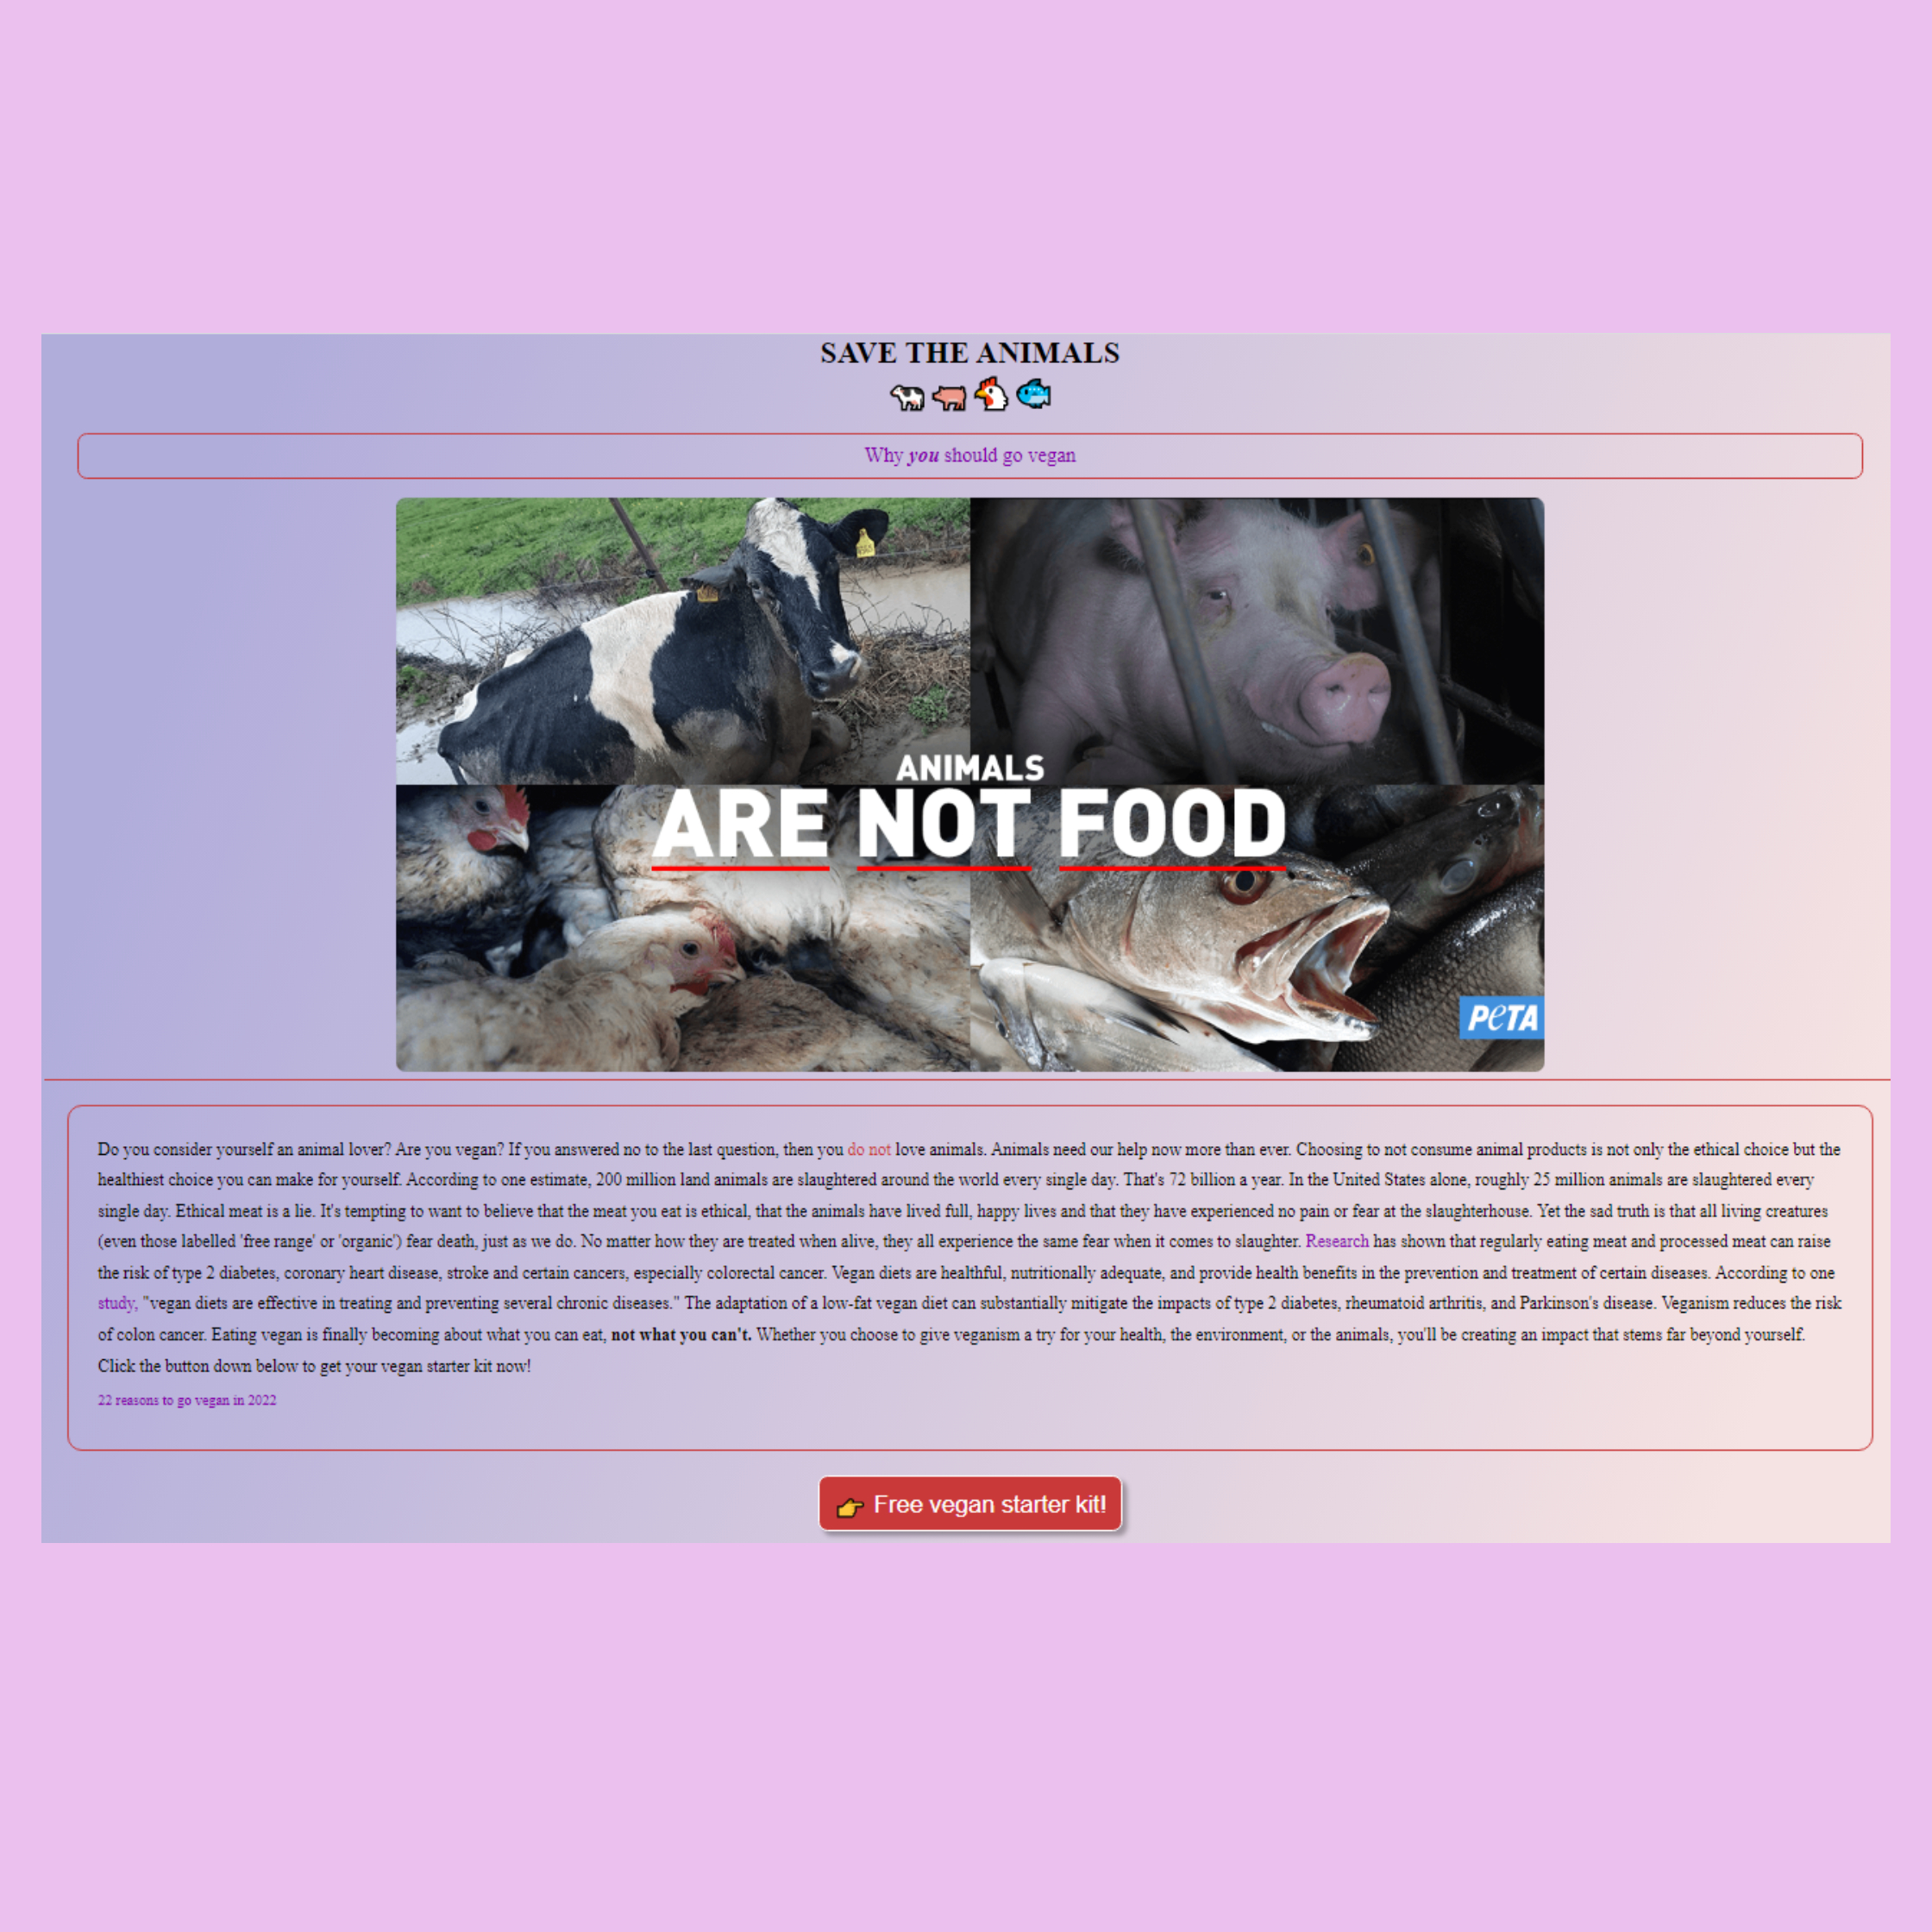 SAVE THE ANIMALS
Why you should go vegan
ANIMALS
ARE NOT FOOD
PeTA
Do you consider yourself an animal lover? Are you vegan? If you answered no to the last question, then you do not love animals. Animals need our help now more than ever. Choosing to not consume animal products is not only the ethical choice but the
healthiest choice you can make for yourself. According to one estimate, 200 million land animals are slaughtered around the world every single day. That's 72 billion a year. In the United States alone, roughly 25 million animals are slaughtered every
single day. Ethical meat is a lie. It's tempting to want to believe that the meat you eat is ethical, that the animals have lived full, happy lives and that they have experienced no pain or fear at the slaughterhouse. Yet the sad truth is that all living creatures
(even those labelled 'free range' or 'organic') fear death, just as we do. No matter how they are treated when alive, they all experience the same fear when it comes to slaughter. Research has shown that regularly eating meat and processed meat can raise
the risk of type 2 diabetes, coronary heart disease, stroke and certain cancers, especially colorectal cancer. Vegan diets are healthful, nutritionally adequate, and provide health benefits in the prevention and treatment of certain diseases. According to one
study, "vegan diets are effective in treating and preventing several chronic diseases." The adaptation of a low-fat vegan diet can substantially mitigate the impacts of type 2 diabetes, rheumatoid arthritis, and Parkinson's disease. Veganism reduces the risk
of colon cancer. Eating vegan is finally becoming about what you can eat, not what you can't. Whether you choose to give veganism a try for your health, the environment, or the animals, you'll be creating an impact that stems far beyond yourself.
Click the button down below to get your vegan starter kit now!
22 reasons to go vegan in 2022
Free vegan starter kit!